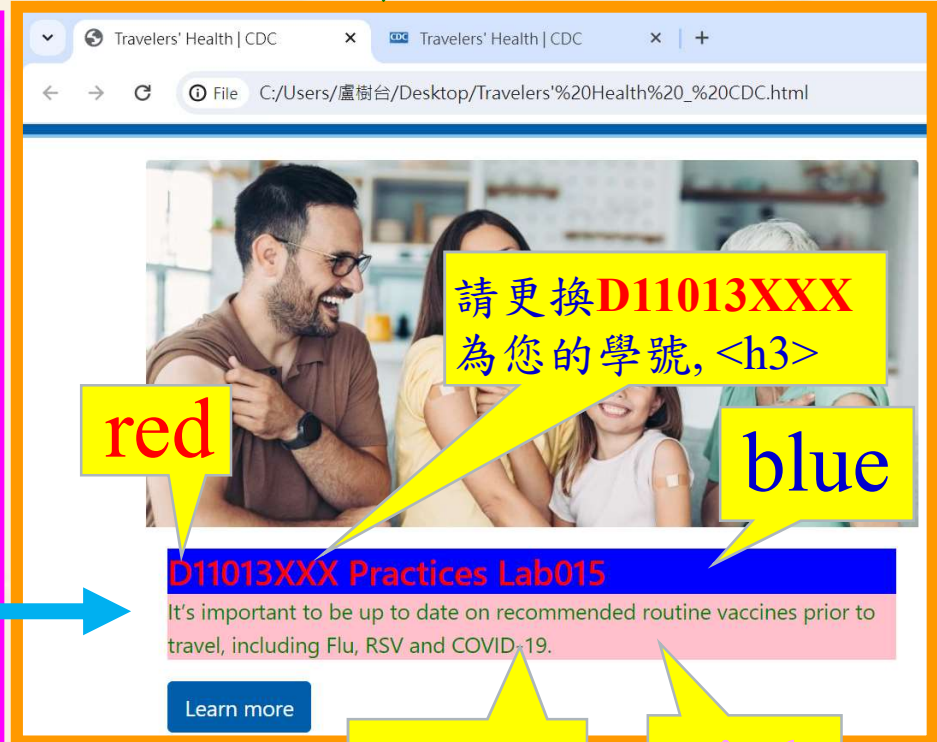 Travelers' Health | CDC
CDC Travelers' Health | CDC
File C:/Users/盧樹台/Desktop/Travelers'%20Health%20_%20CDC.html
請更換D11013XXX
為您的學號, <h3>
red
blue
D11013XXX Practices Lab015
It's important to be up to date on recommended routine vaccines prior to
travel, including Flu, RSV and COVID-19.
Learn more